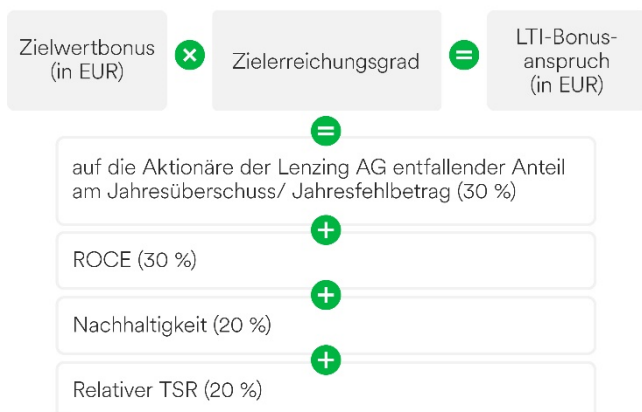 Zielwertbonus
(in EUR)
×
Zielerreichungsgrad
=
LTI-Bonus-
anspruch
(in EUR)
=
auf die Aktionäre der Lenzing AG entfallender Anteil
am Jahresüberschuss/ Jahresfehlbetrag (30 %)
+
ROCE (30 %)
+
Nachhaltigkeit (20 %)
+
Relativer TSR (20 %)